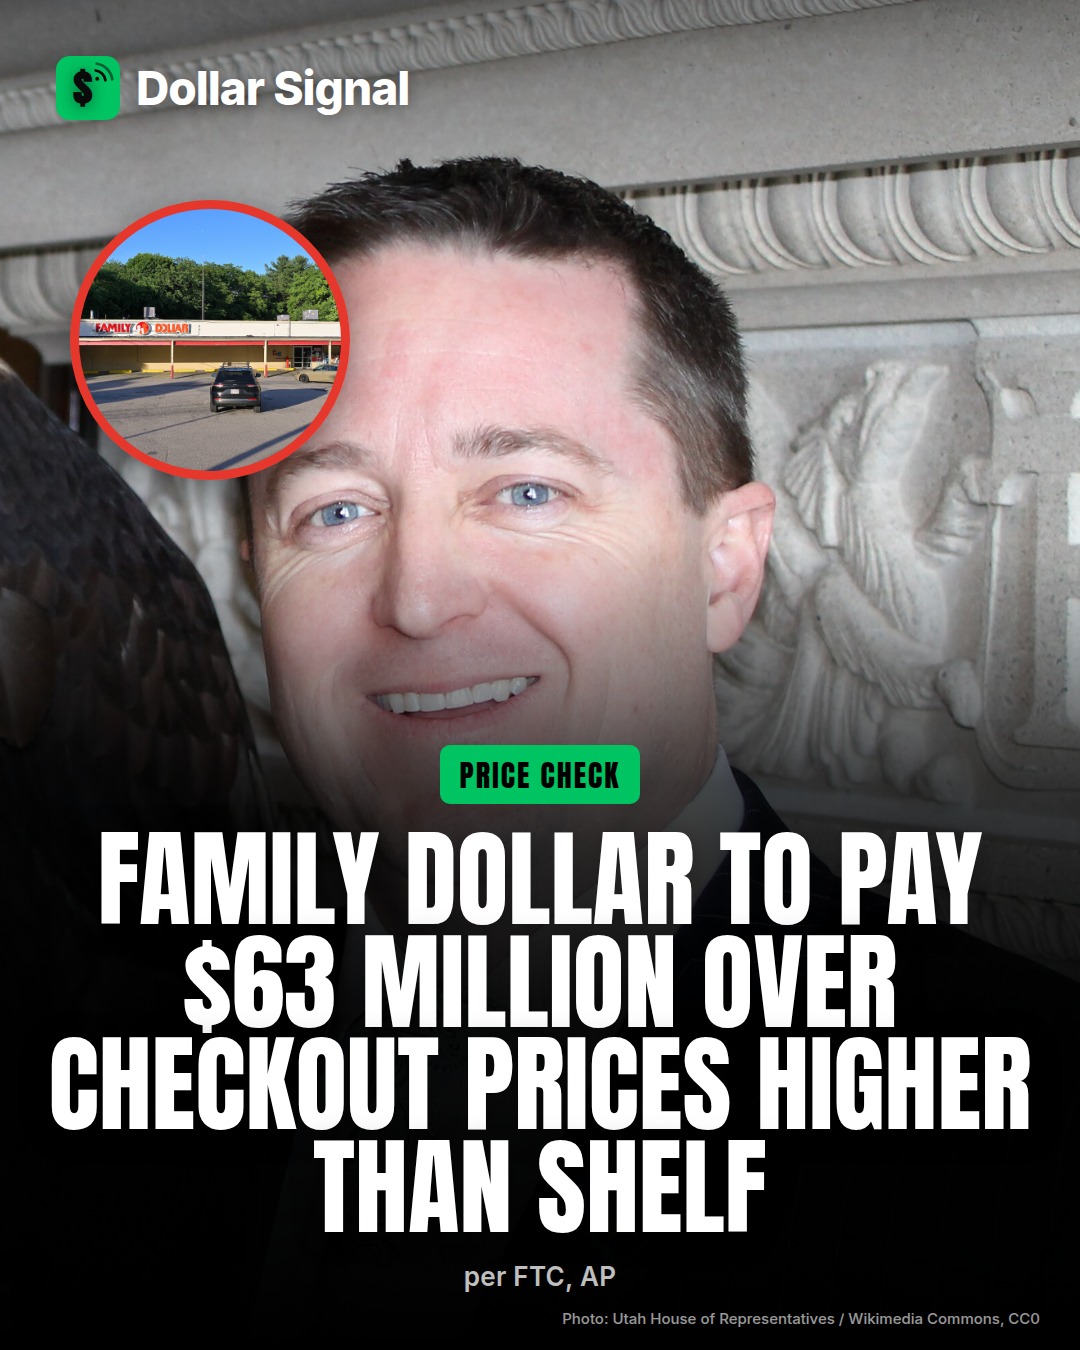 Dollar Signal
FAMILY DOLLAR
PRICE CHECK
FAMILY DOLLAR TO PAY
$63 MILLION OVER
CHECKOUT PRICES HIGHER
THAN SHELF
per FTC, AP
Photo: Utah House of Representatives / Wikimedia Commons, CC0